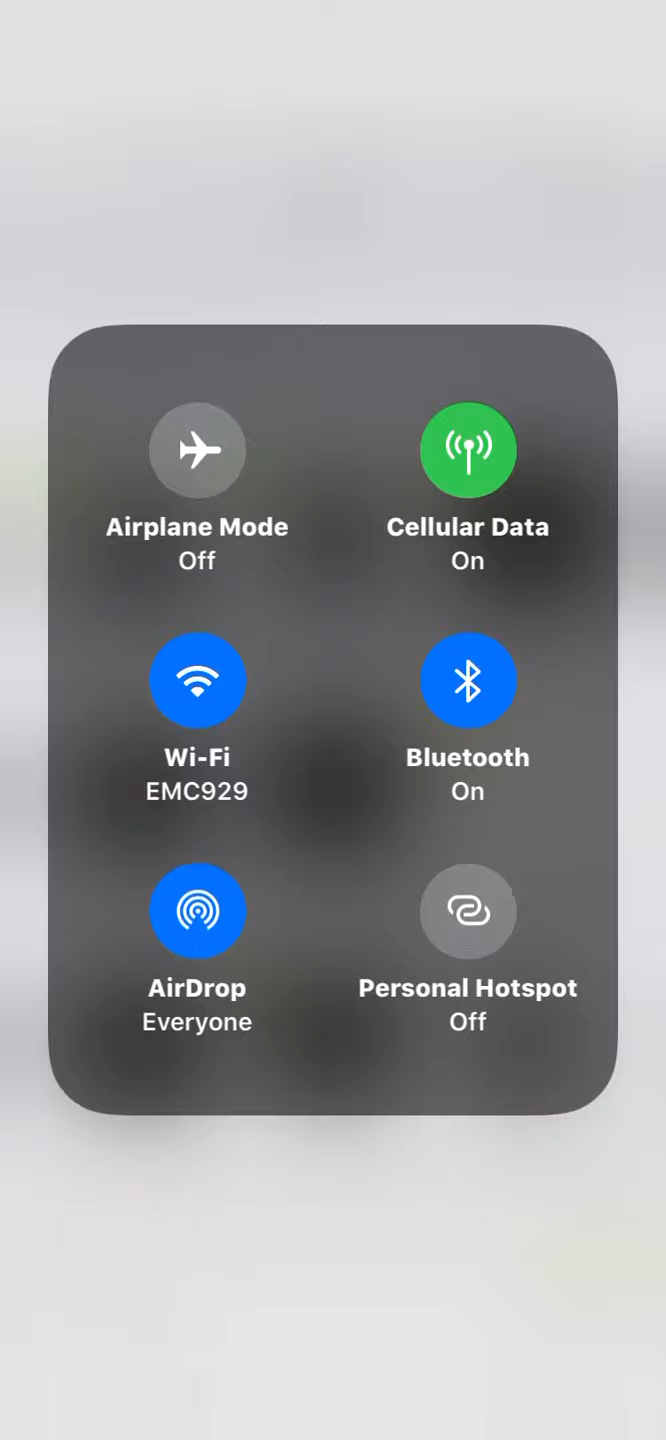 Airplane Mode
Off
Cellular Data
On
Wi-Fi
EMC929
Bluetooth
On
AirDrop
Everyone
Personal Hotspot
Off